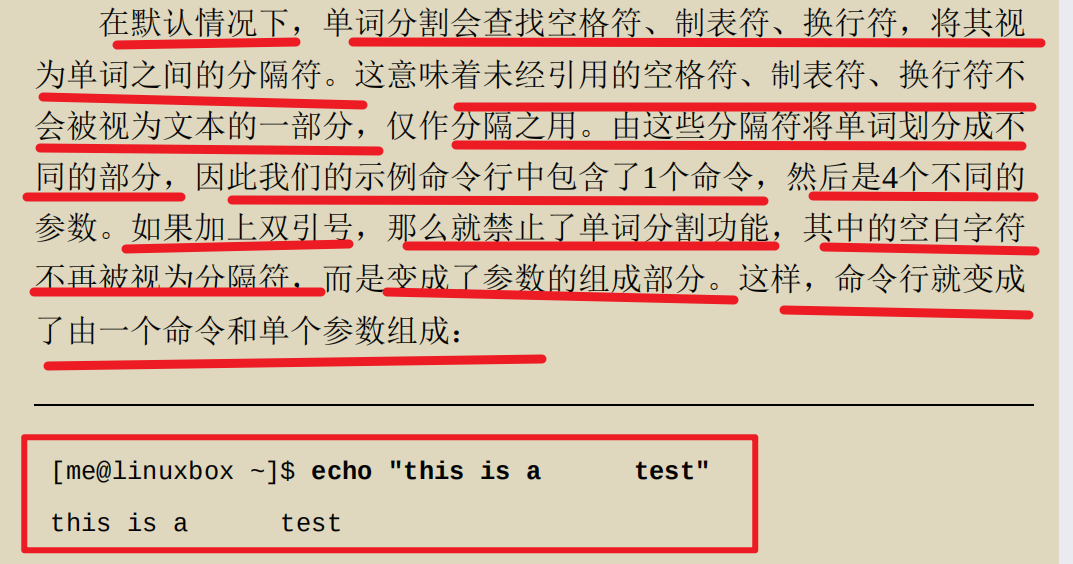 在默认情况下，单词分割会查找空格符、制表符、换行符，将其视
为单词之间的分隔符。这意味着未经引用的空格符、制表符、换行符不
会被视为文本的一部分，仅作分隔之用。由这些分隔符将单词划分成不
同的部分，因此我们的示例命令行中包含了1个命令，然后是4个不同的
参数。如果加上双引号，那么就禁止了单词分割功能，其中的空白字符
不再被视为分隔符，而是变成了参数的组成部分。这样，命令行就变成
了由一个命令和单个参数组成：
[me@linuxbox ~]$ echo "this is a      test"
this is a      test